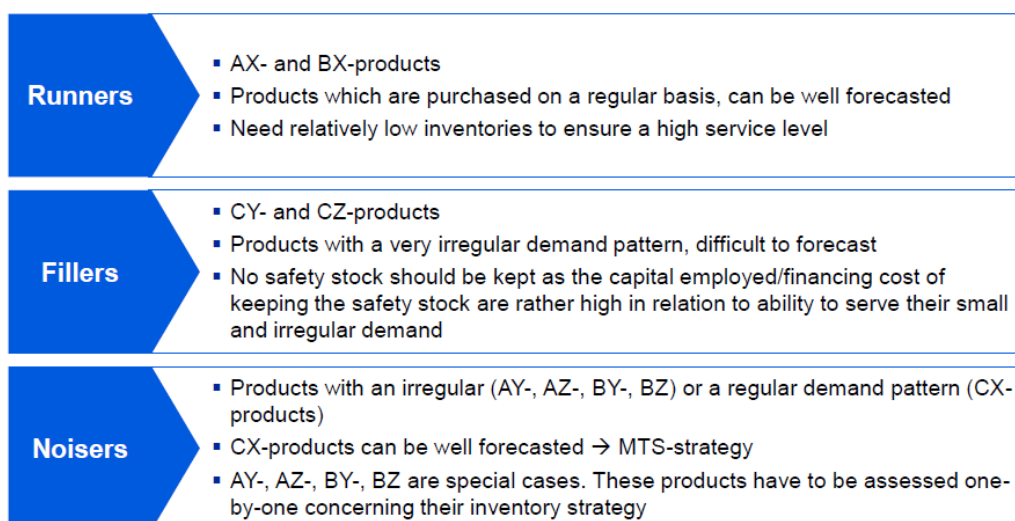 Runners
▪ AX- and BX-products
▪ Products which are purchased on a regular basis, can be well forecasted
▪ Need relatively low inventories to ensure a high service level
Fillers
▪ CY- and CZ-products
▪ Products with a very irregular demand pattern, difficult to forecast
▪ No safety stock should be kept as the capital employed/financing cost of
keeping the safety stock are rather high in relation to ability to serve their small
and irregular demand
Noisers
▪ Products with an irregular (AY-, AZ-, BY-, BZ) or a regular demand pattern (CX-
products)
▪ CX-products can be well forecasted → MTS-strategy
▪ AY-, AZ-, BY-, BZ are special cases. These products have to be assessed one-
by-one concerning their inventory strategy